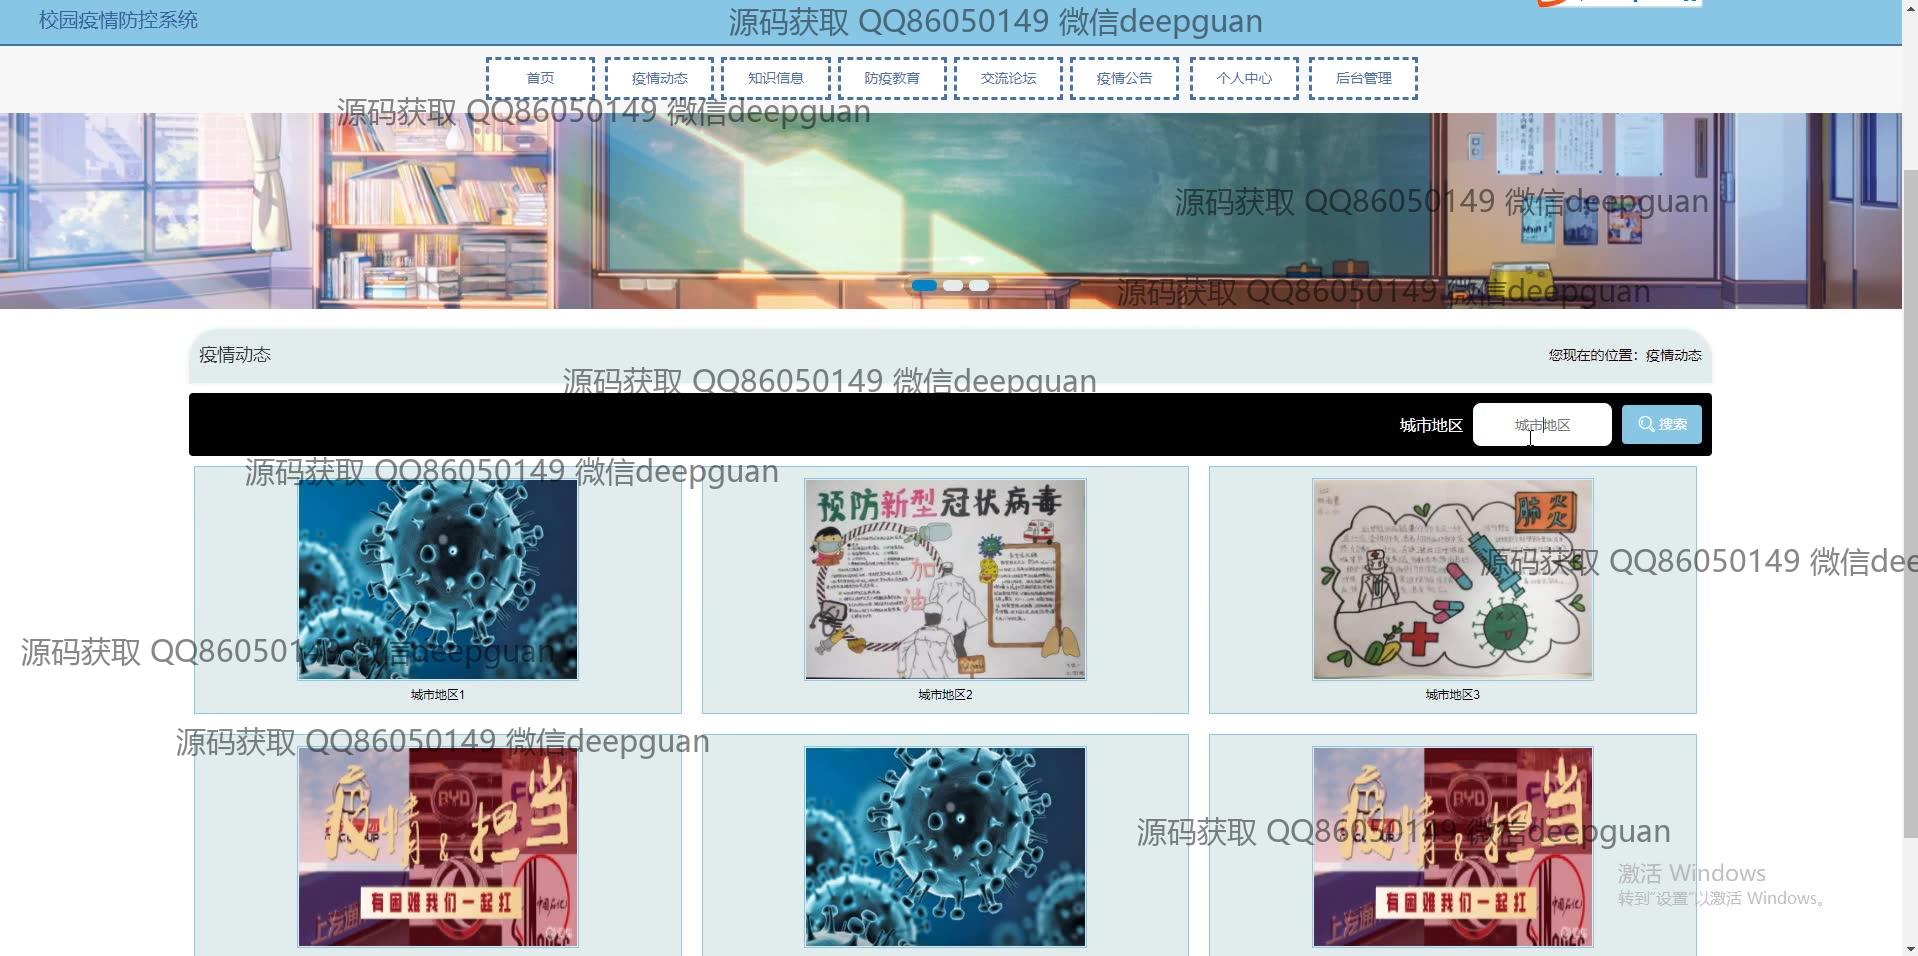 校园疫情防控系统
源码获取 QQ86050149 微信deepguan
首页
疫情动态
知识信息
防疫教育
交流论坛
疫情公告
个人中心
后台管理
源码获取 QQ86050149 微信deepguan
源码获取 QQ86050149 微信deepguan
源码获取 QQ86050149 微信deepguan
疫情动态
您现在的位置：疫情动态
源码获取 QQ86050149 微信deepguan
城市地区
城市地区
搜索
源码获取 QQ86050149 微信deepguan
预防新型冠状病毒
加油
肺炎
源码获取 QQ86050149 微信dee
源码获取 QQ86050149 微信deepguan
城市地区1
城市地区2
城市地区3
源码获取 QQ86050149 微信deepguan
疫情&担当
BYD
有困难我们一起扛
上汽通
中国石化
疫情&担当
BYD
有困难我们一起扛
上汽通
源码获取 QQ86050149 微信deepguan
激活 Windows
转到"设置"以激活 Windows。